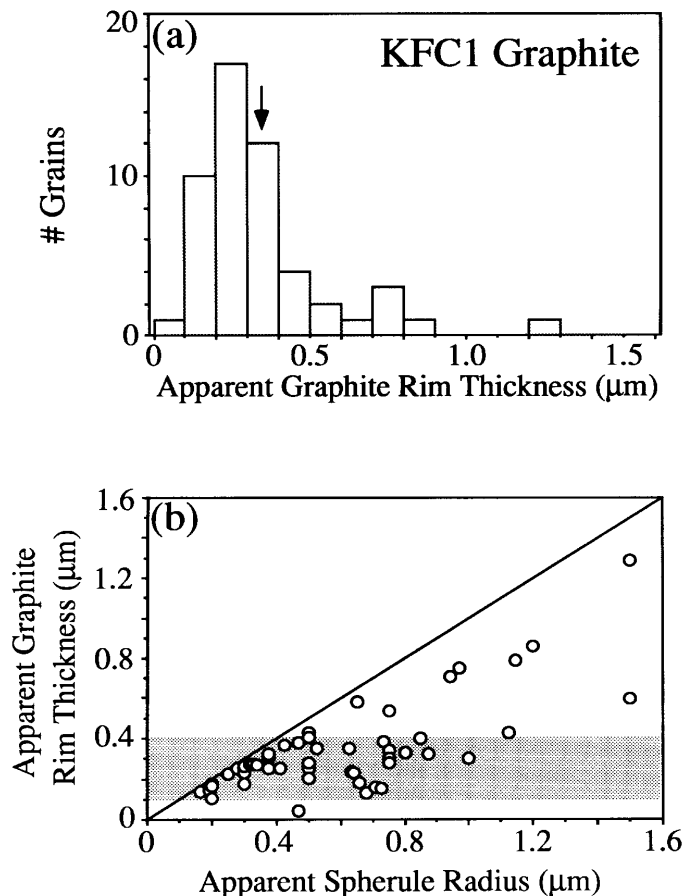 20
(a)
KFC1 Graphite
# Grains
10
0
0
0.5
1.0
1.5
Apparent Graphite Rim Thickness (μm)
1.6
(b)
Apparent Graphite
Rim Thickness (μm)
1.2
0.8
0.4
0
0
0.4
0.8
1.2
1.6
Apparent Spherule Radius (μm)